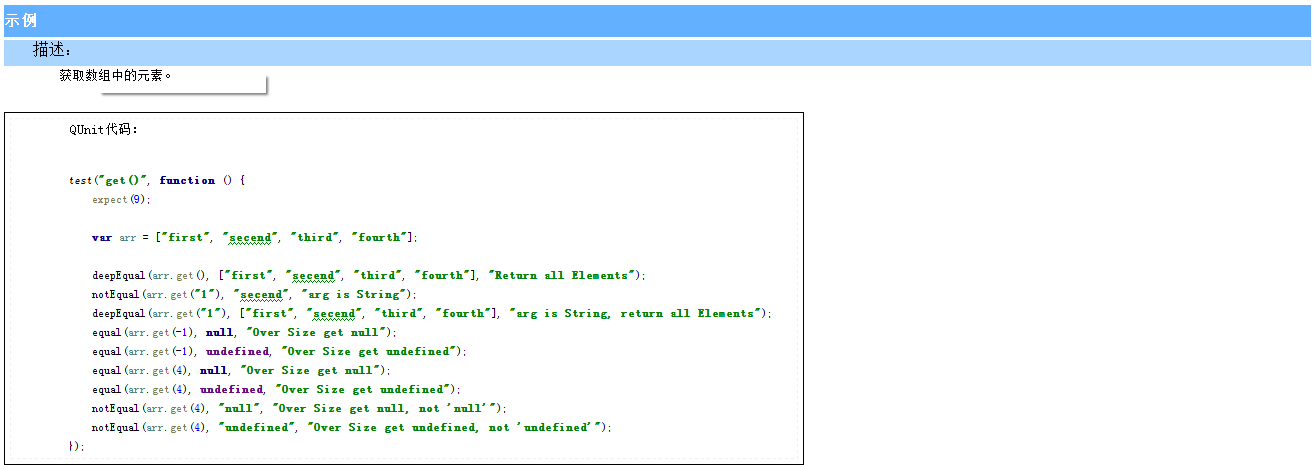 示例
描述：
获取数组中的元素。
QUnit代码：
test("get()", function () {
expect(9);
var arr = ["first", "secend", "third", "fourth"];
deepEqual(arr.get(), ["first", "secend", "third", "fourth"], "Return all Elements");
notEqual(arr.get("1"), "secend", "arg is String");
deepEqual(arr.get("1"), ["first", "secend", "third", "fourth"], "arg is String, return all Elements");
equal(arr.get(-1), null, "Over Size get null");
equal(arr.get(-1), undefined, "Over Size get undefined");
equal(arr.get(4), null, "Over Size get null");
equal(arr.get(4), undefined, "Over Size get undefined");
notEqual(arr.get(4), "null", "Over Size get null, not 'null'");
notEqual(arr.get(4), "undefined", "Over Size get undefined, not 'undefined'");
});